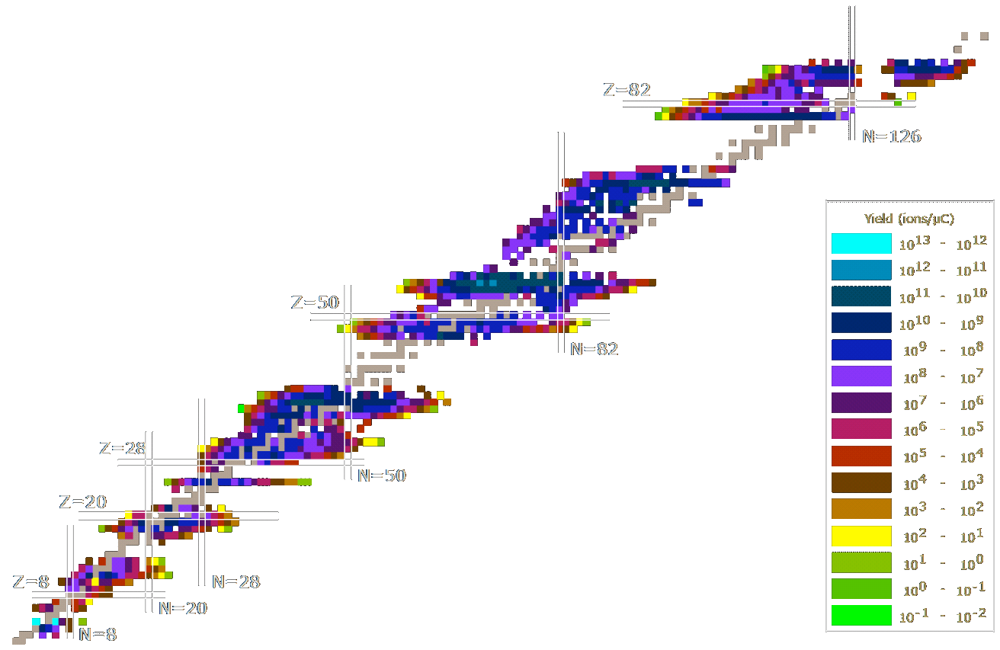 Z=82
N=126
Yield (ions/µC)
10¹³ - 10¹²
10¹² - 10¹¹
10¹¹ - 10¹⁰
10¹⁰ - 10⁹
10⁹ - 10⁸
10⁸ - 10⁷
10⁷ - 10⁶
10⁶ - 10⁵
10⁵ - 10⁴
10⁴ - 10³
10³ - 10²
10² - 10¹
10¹ - 10⁰
10⁰ - 10⁻¹
10⁻¹ - 10⁻²
Z=50
N=82
Z=28
N=50
Z=20
N=28
Z=8
N=20
N=8